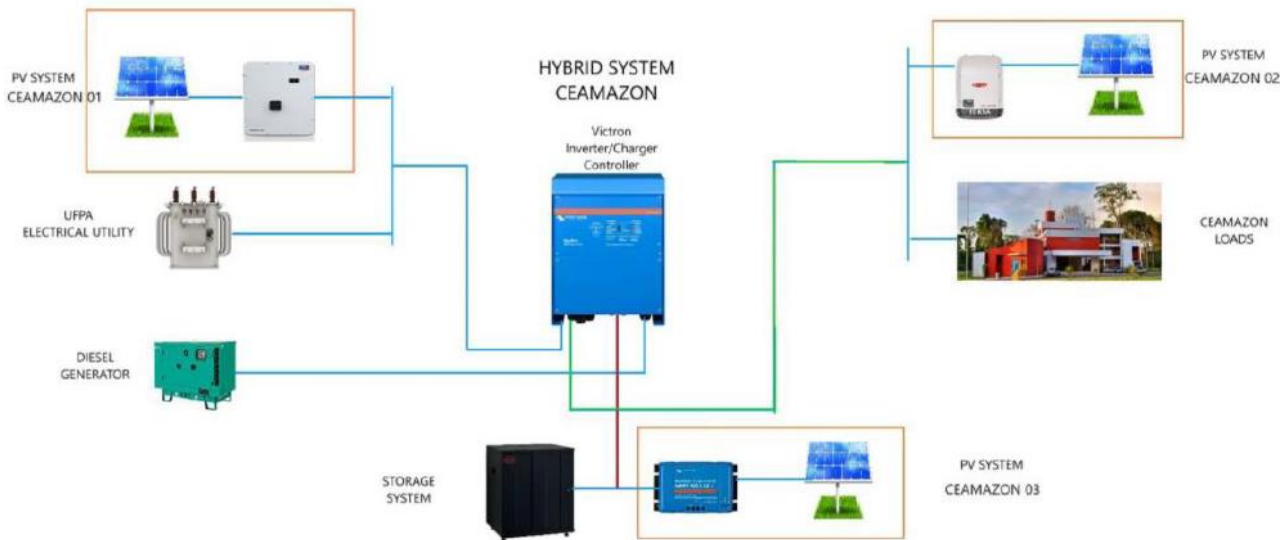 PV SYSTEM
CEAMAZON 01
UFPA
ELECTRICAL UTILITY
DIESEL
GENERATOR
HYBRID SYSTEM
CEAMAZON
Victron
Inverter/Charger
Controller
STORAGE
SYSTEM
PV SYSTEM
CEAMAZON 02
CEAMAZON
LOADS
PV SYSTEM
CEAMAZON 03